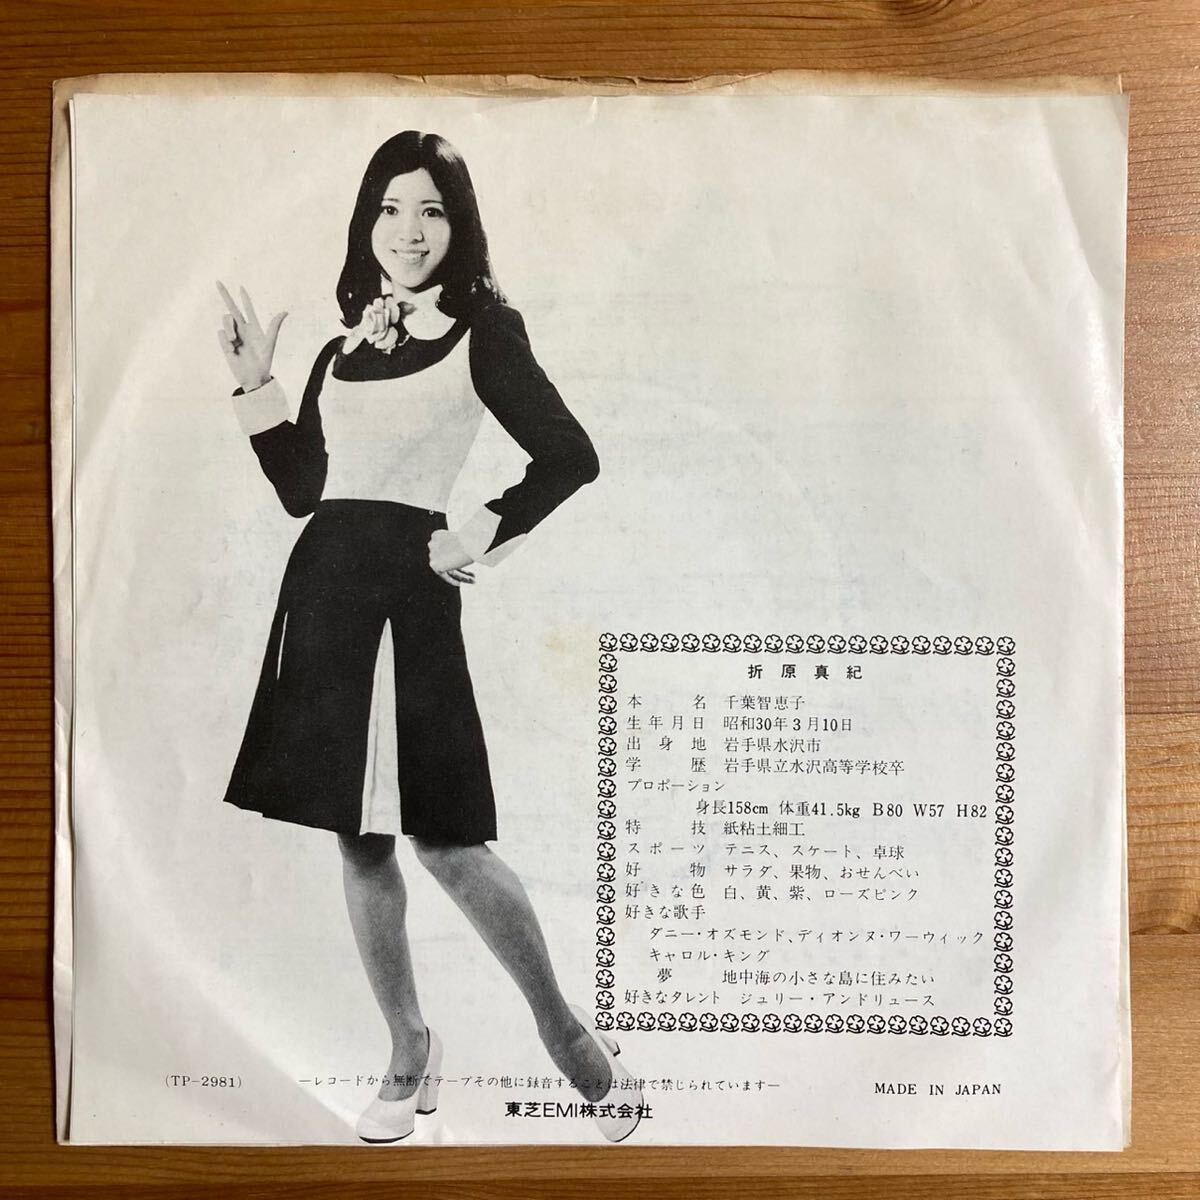 折原真紀
本名 千葉智恵子
生年月日 昭和30年3月10日
出身地 岩手県水沢市
学歴 岩手県立水沢高等学校卒
プロポーション
身長158cm 体重41.5kg B80 W57 H82
特技 紙粘土細工
スポーツ テニス、スケート、卓球
好物 サラダ、果物、おせんべい
好きな色 白、黄、紫、ローズピンク
好きな歌手
ダニー・オズモンド、ディオンヌ・ワーウィック
キャロル・キング
夢 地中海の小さな島に住みたい
好きなタレント ジュリー・アンドリュース
(TP-2981) —レコードから無断でテープその他に録音することは法律で禁じられています— MADE IN JAPAN
東芝EMI株式会社